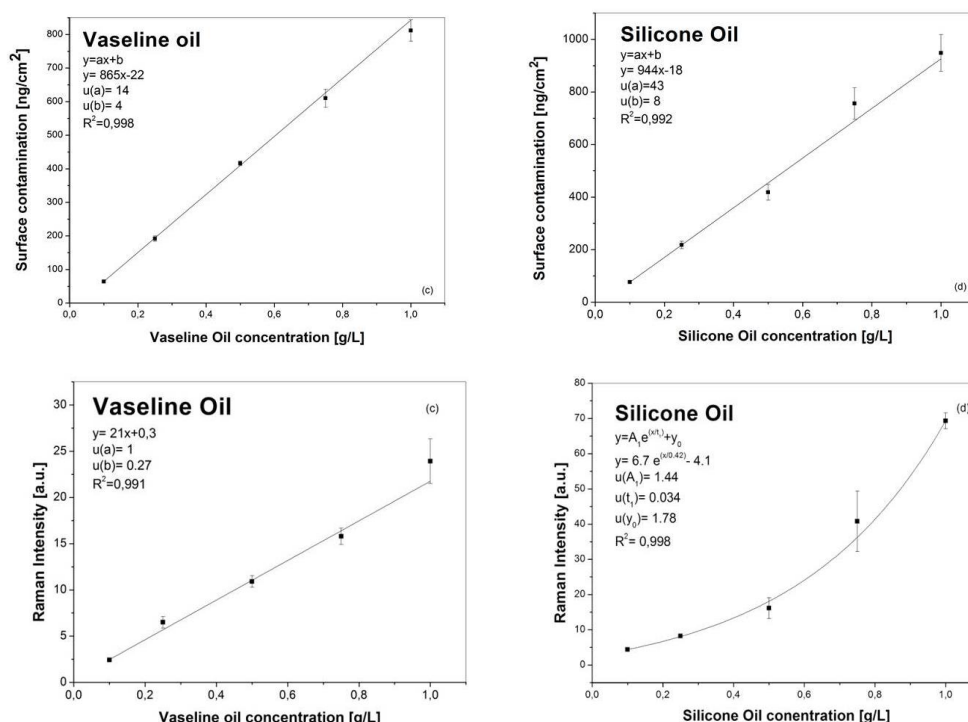 Vaseline oil
y=ax+b
y= 865x-22
u(a)= 14
u(b)= 4
R²=0,998
Surface contamination [ng/cm²]
900
800
700
600
500
400
300
200
100
0
(c)
0,0 0,2 0,4 0,6 0,8 1,0
Vaseline Oil concentration [g/L]
Silicone Oil
y=ax+b
y= 944x-18
u(a)=43
u(b)= 8
R²=0,992
Surface contamination [ng/cm²]
1000
800
600
400
200
0
(d)
0,0 0,2 0,4 0,6 0,8 1,0
Silicone Oil concentration [g/L]
Vaseline Oil
(c)
y= 21x+0,3
u(a)= 1
u(b)= 0.27
R²=0,991
Raman Intensity [a.u.]
30
25
20
15
10
5
0
0,0 0,2 0,4 0,6 0,8 1,0
Vaseline oil concentration [g/L]
Silicone Oil
(d)
y=A₁e^(x/t₁)+y₀
y= 6.7 e^(x/0.42)- 4.1
u(A₁)= 1.44
u(t₁)= 0.034
u(y₀)= 1.78
R²= 0,998
Raman Intensity [a.u.]
80
70
60
50
40
30
20
10
0
0,0 0,2 0,4 0,6 0,8 1,0
Silicone Oil concentration [g/L]